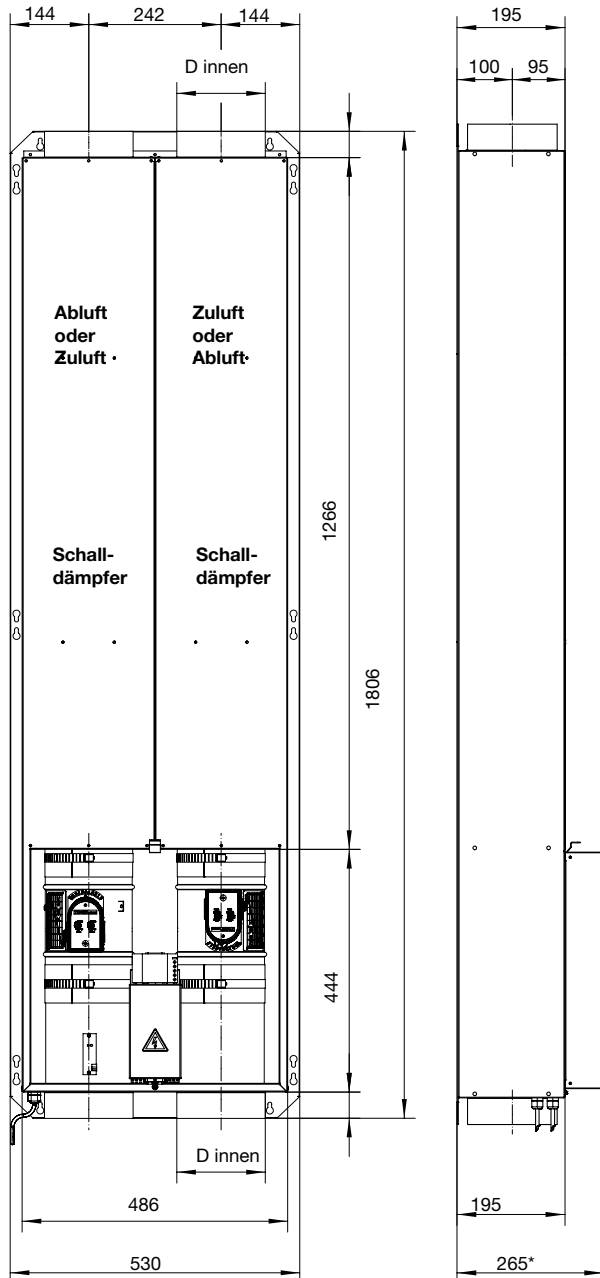 144 242 144 195
100 95
D innen
Abluft
oder
Zuluft
Zuluft
oder
Abluft
1266
Schall-
dämpfer
Schall-
dämpfer
1806
444
D innen
486
195
530
265*